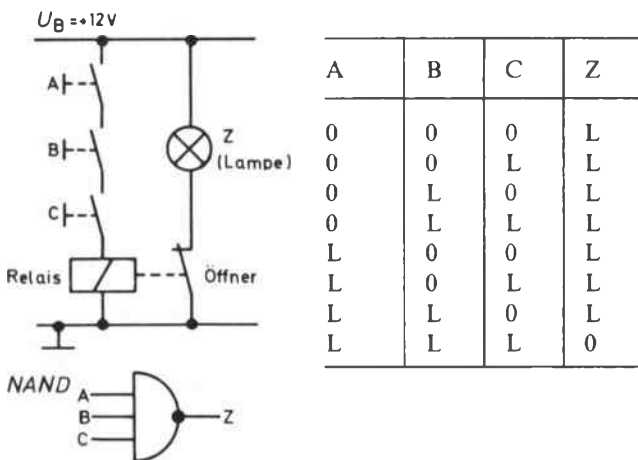 U_B = +12V
A
B
Z
(Lampe)
C
Relais
Öffner
NAND
A
B
C
Z
A B C Z
0 0 0 L
0 0 L L
0 L 0 L
0 L L L
L 0 0 L
L 0 L L
L L 0 L
L L L 0